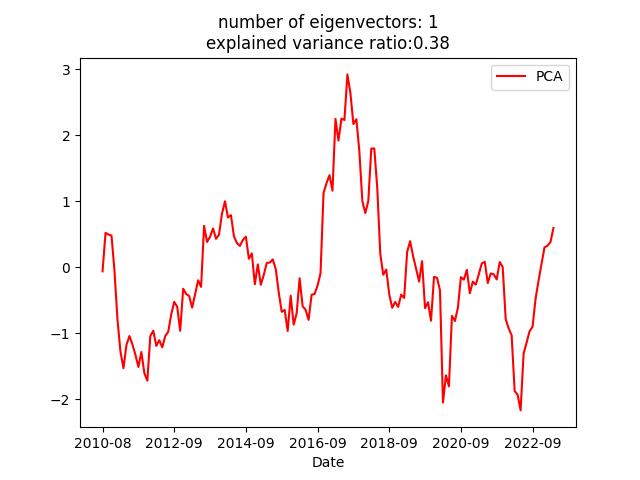 number of eigenvectors: 1
explained variance ratio:0.38
PCA
3
2
1
0
−1
−2
2010-08 2012-09 2014-09 2016-09 2018-09 2020-09 2022-09
Date